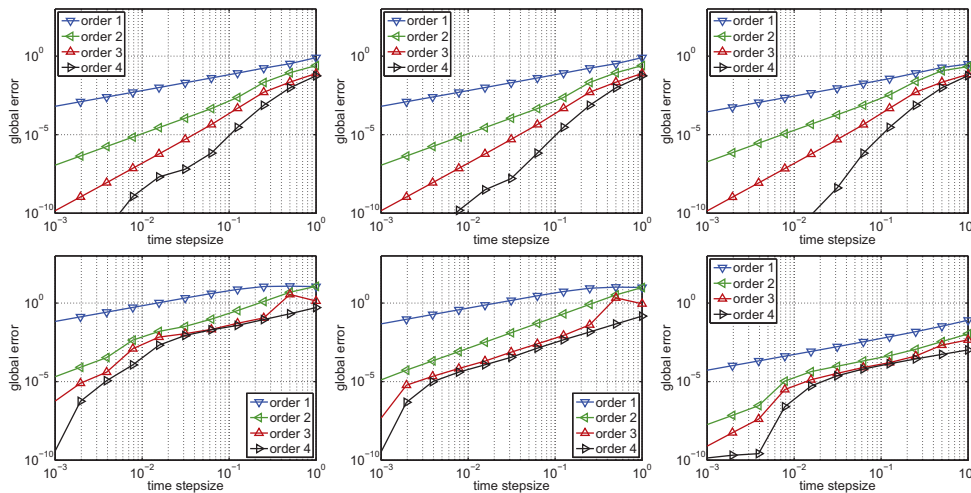 order 1
order 2
order 3
order 4
10^0
10^−5
10^−10
global error
10^−3
10^−2
10^−1
10^0
time stepsize
order 1
order 2
order 3
order 4
10^0
10^−5
10^−10
global error
10^−3
10^−2
10^−1
10^0
time stepsize
order 1
order 2
order 3
order 4
10^0
10^−5
10^−10
global error
10^−3
10^−2
10^−1
10^0
time stepsize
10^0
10^−5
10^−10
global error
order 1
order 2
order 3
order 4
10^−3
10^−2
10^−1
10^0
time stepsize
10^0
10^−5
10^−10
global error
order 1
order 2
order 3
order 4
10^−3
10^−2
10^−1
10^0
time stepsize
order 1
order 2
order 3
order 4
10^0
10^−5
10^−10
global error
10^−3
10^−2
10^−1
10^0
time stepsize